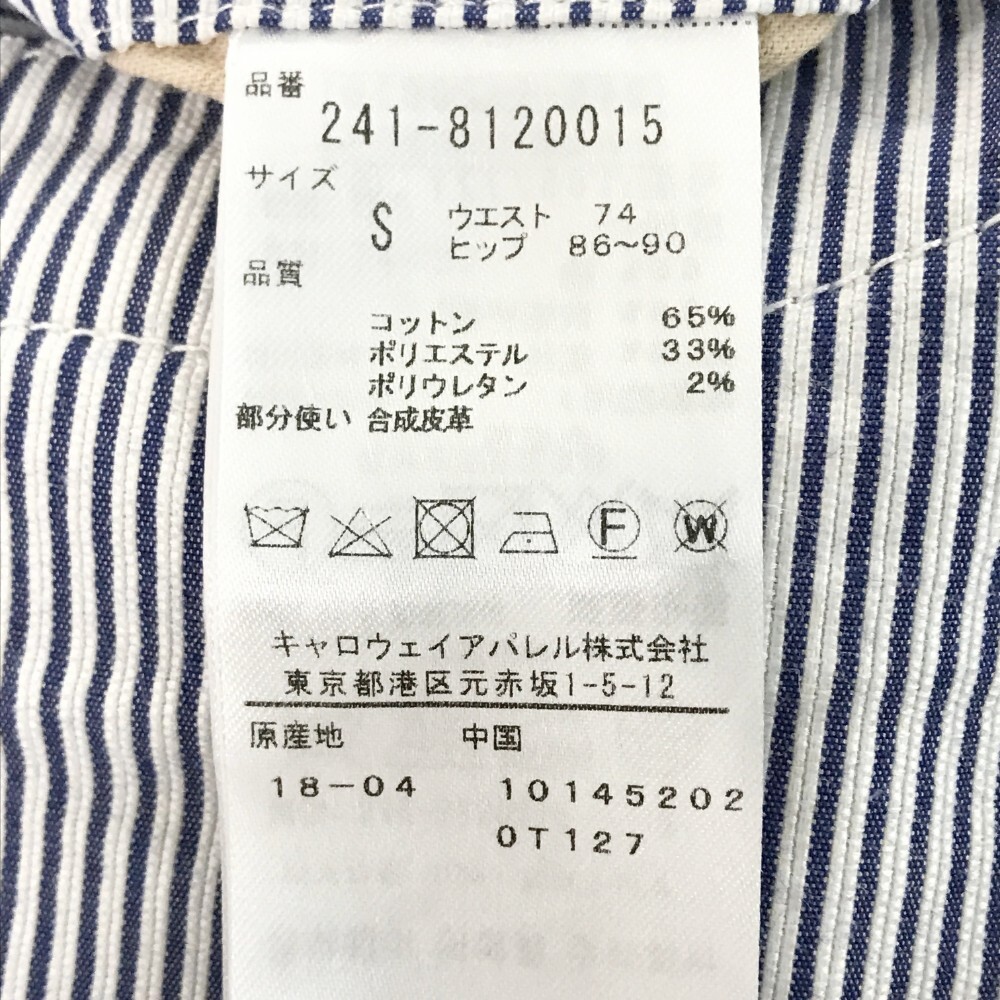 品番
241-8120015
サイズ
S ウエスト 74
ヒップ 86～90
品質
コットン 65%
ポリエステル 33%
ポリウレタン 2%
部分使い 合成皮革
F W
キャロウェイアパレル株式会社
東京都港区元赤坂1-5-12
原産地 中国
18-04 10145202
0T127